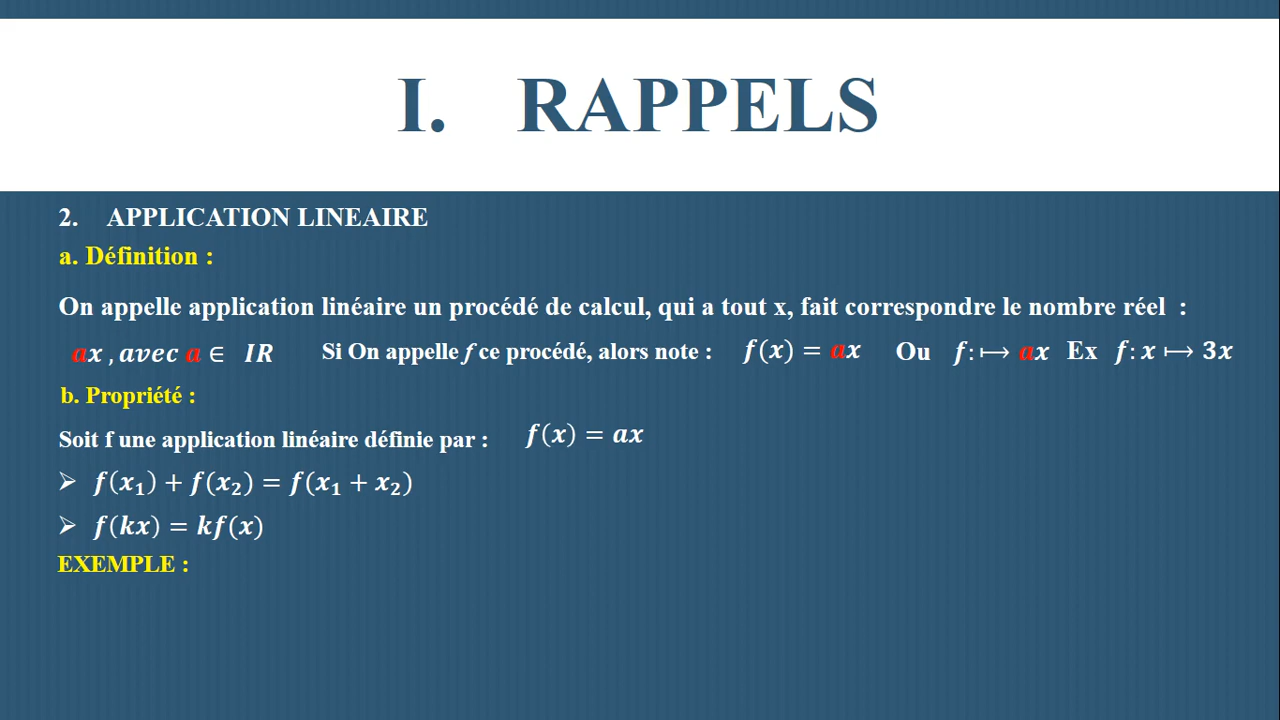 I. RAPPELS
2. APPLICATION LINEAIRE
a. Définition :
On appelle application linéaire un procédé de calcul, qui a tout x, fait correspondre le nombre réel :
ax , avec a ∈ IR Si On appelle f ce procédé, alors note : f(x) = ax Ou f: ⟼ ax Ex f: x ⟼ 3x
b. Propriété :
Soit f une application linéaire définie par : f(x) = ax
➢ f(x₁) + f(x₂) = f(x₁ + x₂)
➢ f(kx) = kf(x)
EXEMPLE :